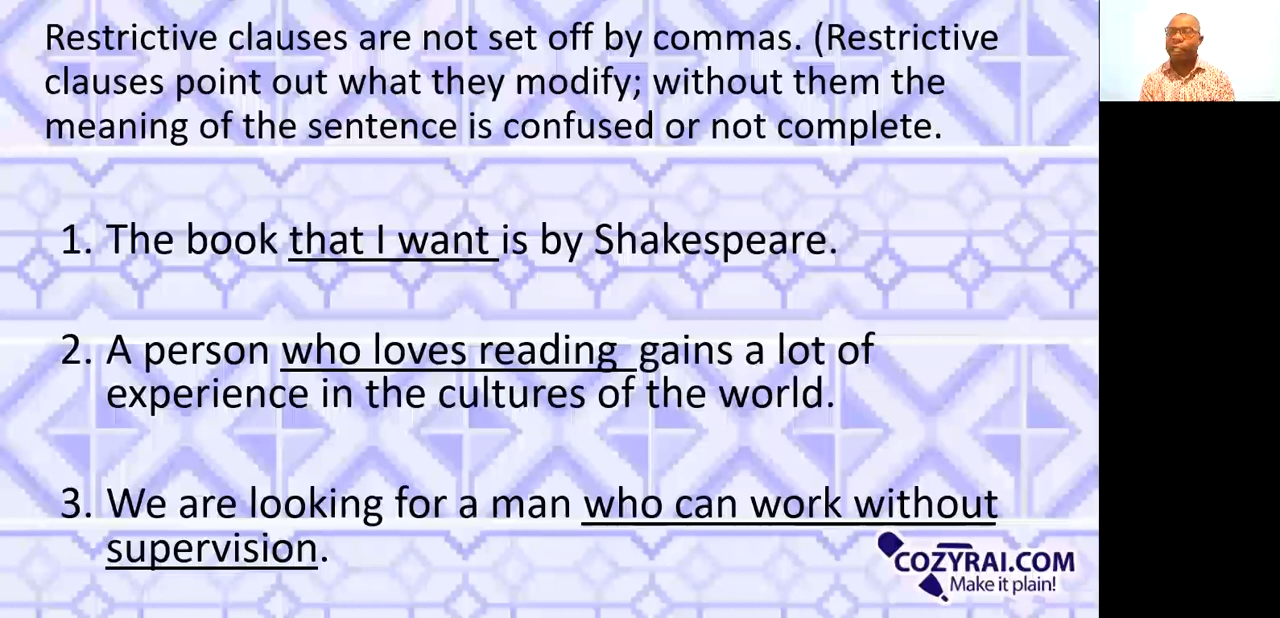 Restrictive clauses are not set off by commas. (Restrictive
clauses point out what they modify; without them the
meaning of the sentence is confused or not complete.
1. The book that I want is by Shakespeare.
2. A person who loves reading gains a lot of
experience in the cultures of the world.
3. We are looking for a man who can work without
supervision.
COZYRAI.COM
Make it plain!